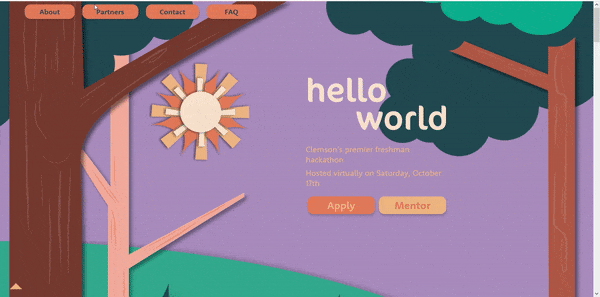 About
Partners
Contact
FAQ
hello
world
Clemson's premier freshman
hackathon
Hosted virtually on Saturday, October
17th
Apply
Mentor